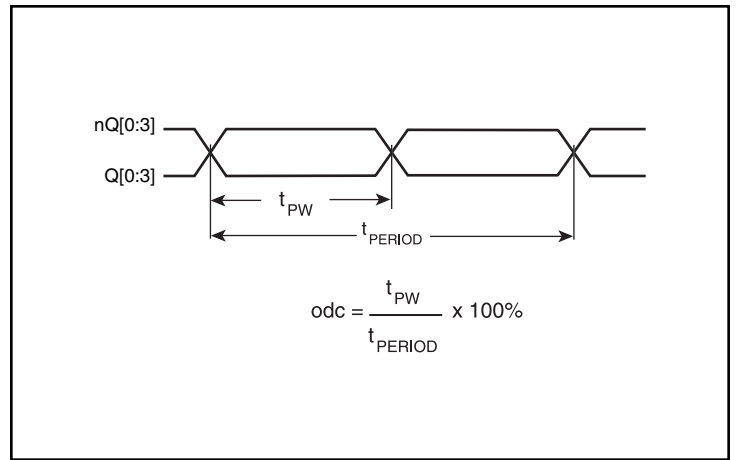 nQ[0:3]
Q[0:3]
tPW
tPERIOD
odc = tPW / tPERIOD x 100%